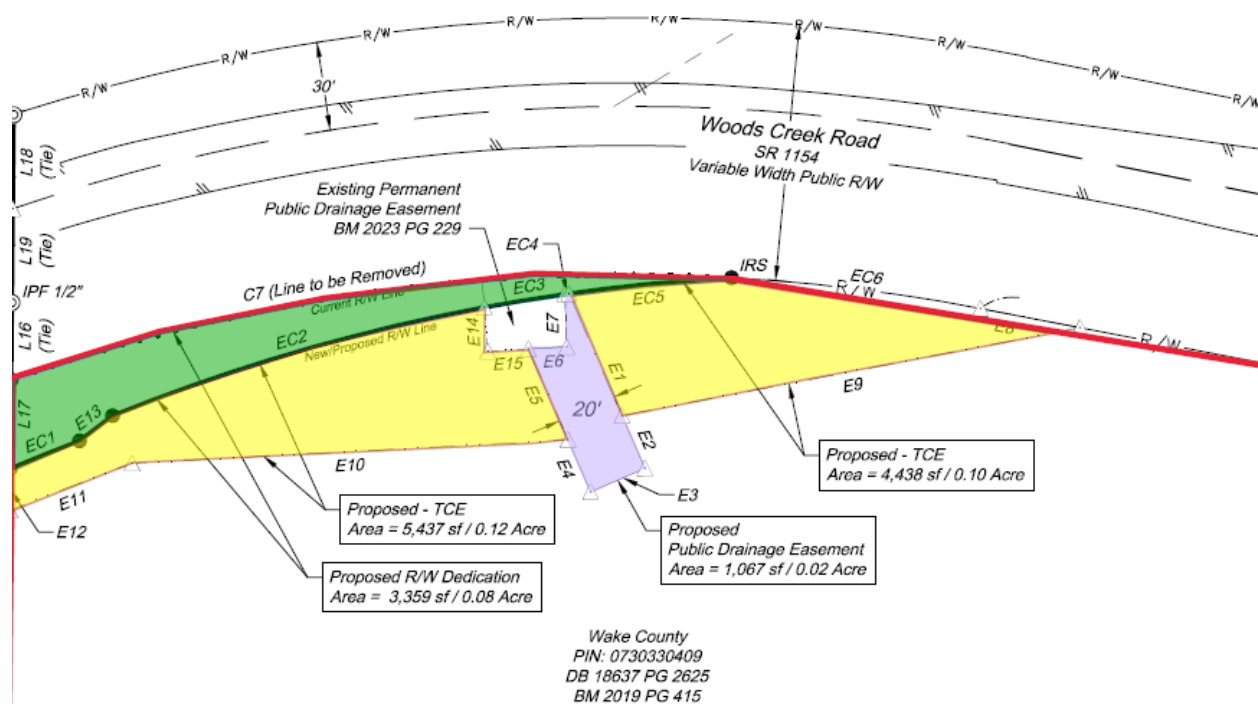 R/W
R/W
R/W
R/W
R/W
R/W
R/W
R/W
R/W
30'
Woods Creek Road
SR 1154
Variable Width Public R/W
L18
(Tie)
Existing Permanent
Public Drainage Easement
BM 2023 PG 229
L19
(Tie)
EC4
IRS
EC6
R/W
IPF 1/2"
C7 (Line to be Removed)
Current R/W Line
EC3
EC5
L16
(Tie)
EC2
New/Proposed R/W Line
E14
E7
E8
R/W
E15
E6
L17
E13
EC1
E1
E5
20'
E9
E2
E4
E10
E11
E3
E12
Proposed - TCE
Area = 4,438 sf / 0.10 Acre
Proposed - TCE
Area = 5,437 sf / 0.12 Acre
Proposed
Public Drainage Easement
Area = 1,067 sf / 0.02 Acre
Proposed R/W Dedication
Area = 3,359 sf / 0.08 Acre
Wake County
PIN: 0730330409
DB 18637 PG 2625
BM 2019 PG 415